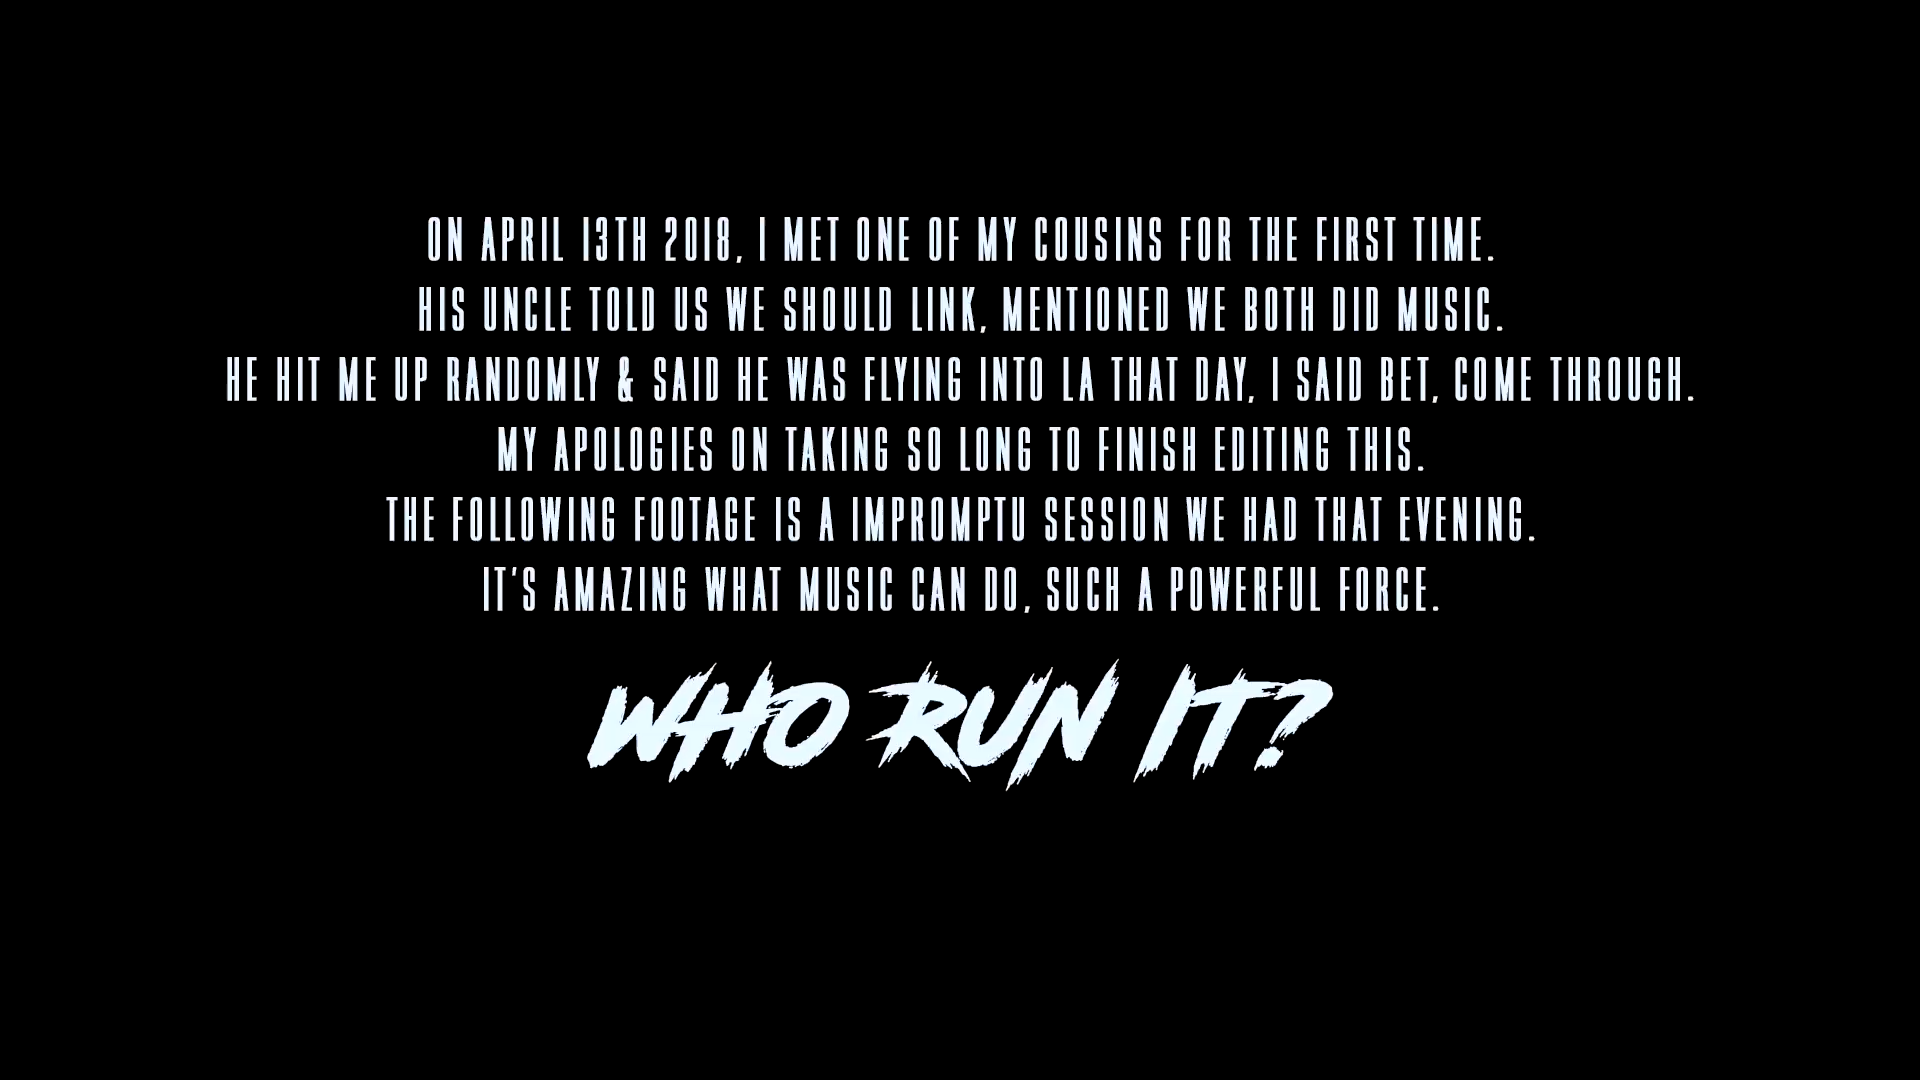 ON APRIL 13TH 2018, I MET ONE OF MY COUSINS FOR THE FIRST TIME.
HIS UNCLE TOLD US WE SHOULD LINK, MENTIONED WE BOTH DID MUSIC.
HE HIT ME UP RANDOMLY & SAID HE WAS FLYING INTO LA THAT DAY, I SAID BET, COME THROUGH.
MY APOLOGIES ON TAKING SO LONG TO FINISH EDITING THIS.
THE FOLLOWING FOOTAGE IS A IMPROMPTU SESSION WE HAD THAT EVENING.
IT'S AMAZING WHAT MUSIC CAN DO, SUCH A POWERFUL FORCE.
WHO RUN IT?